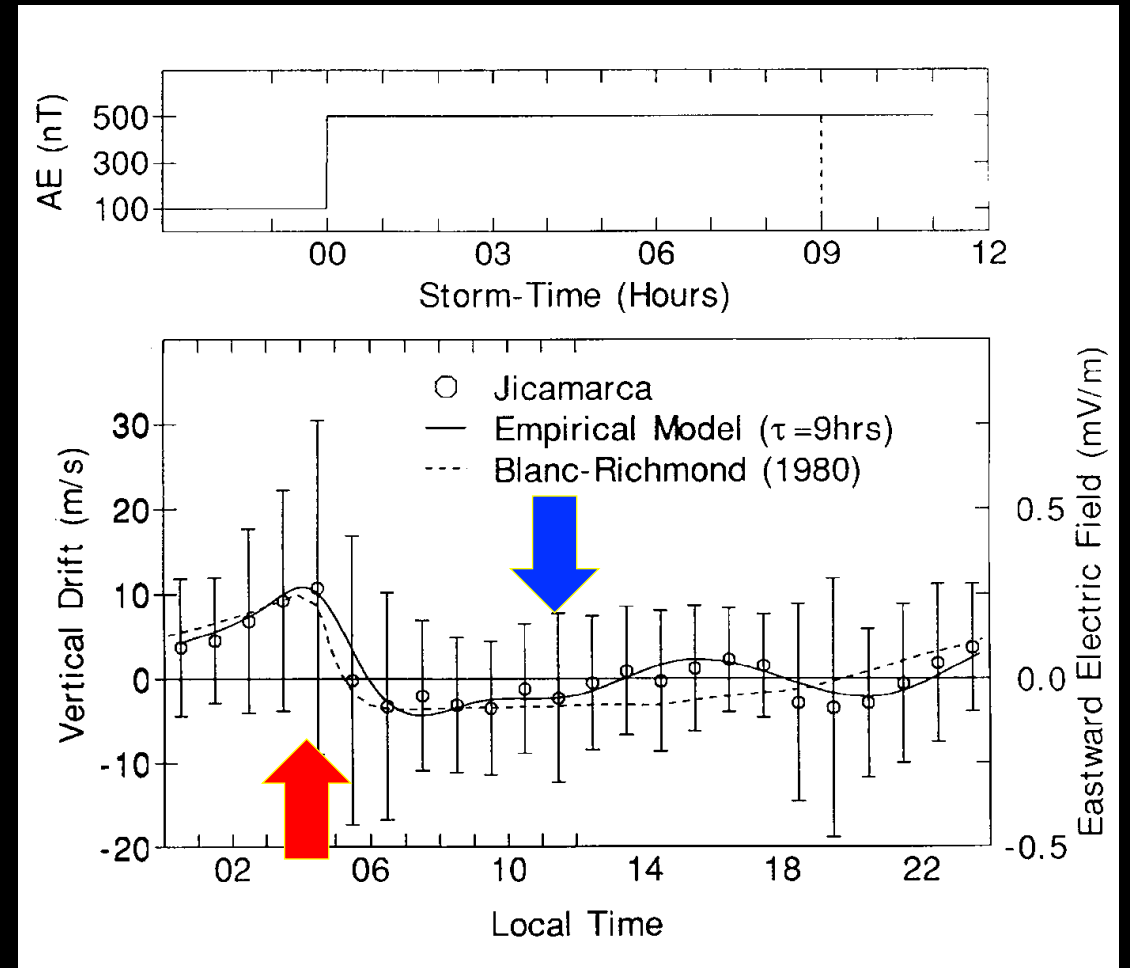 AE (nT)
500
300
100
00 03 06 09 12
Storm-Time (Hours)
Jicamarca
Empirical Model (τ=9hrs)
Blanc-Richmond (1980)
Vertical Drift (m/s)
30
20
10
0
-10
-20
0.5
0.0
-0.5
Eastward Electric Field (mV/m)
02 06 10 14 18 22
Local Time